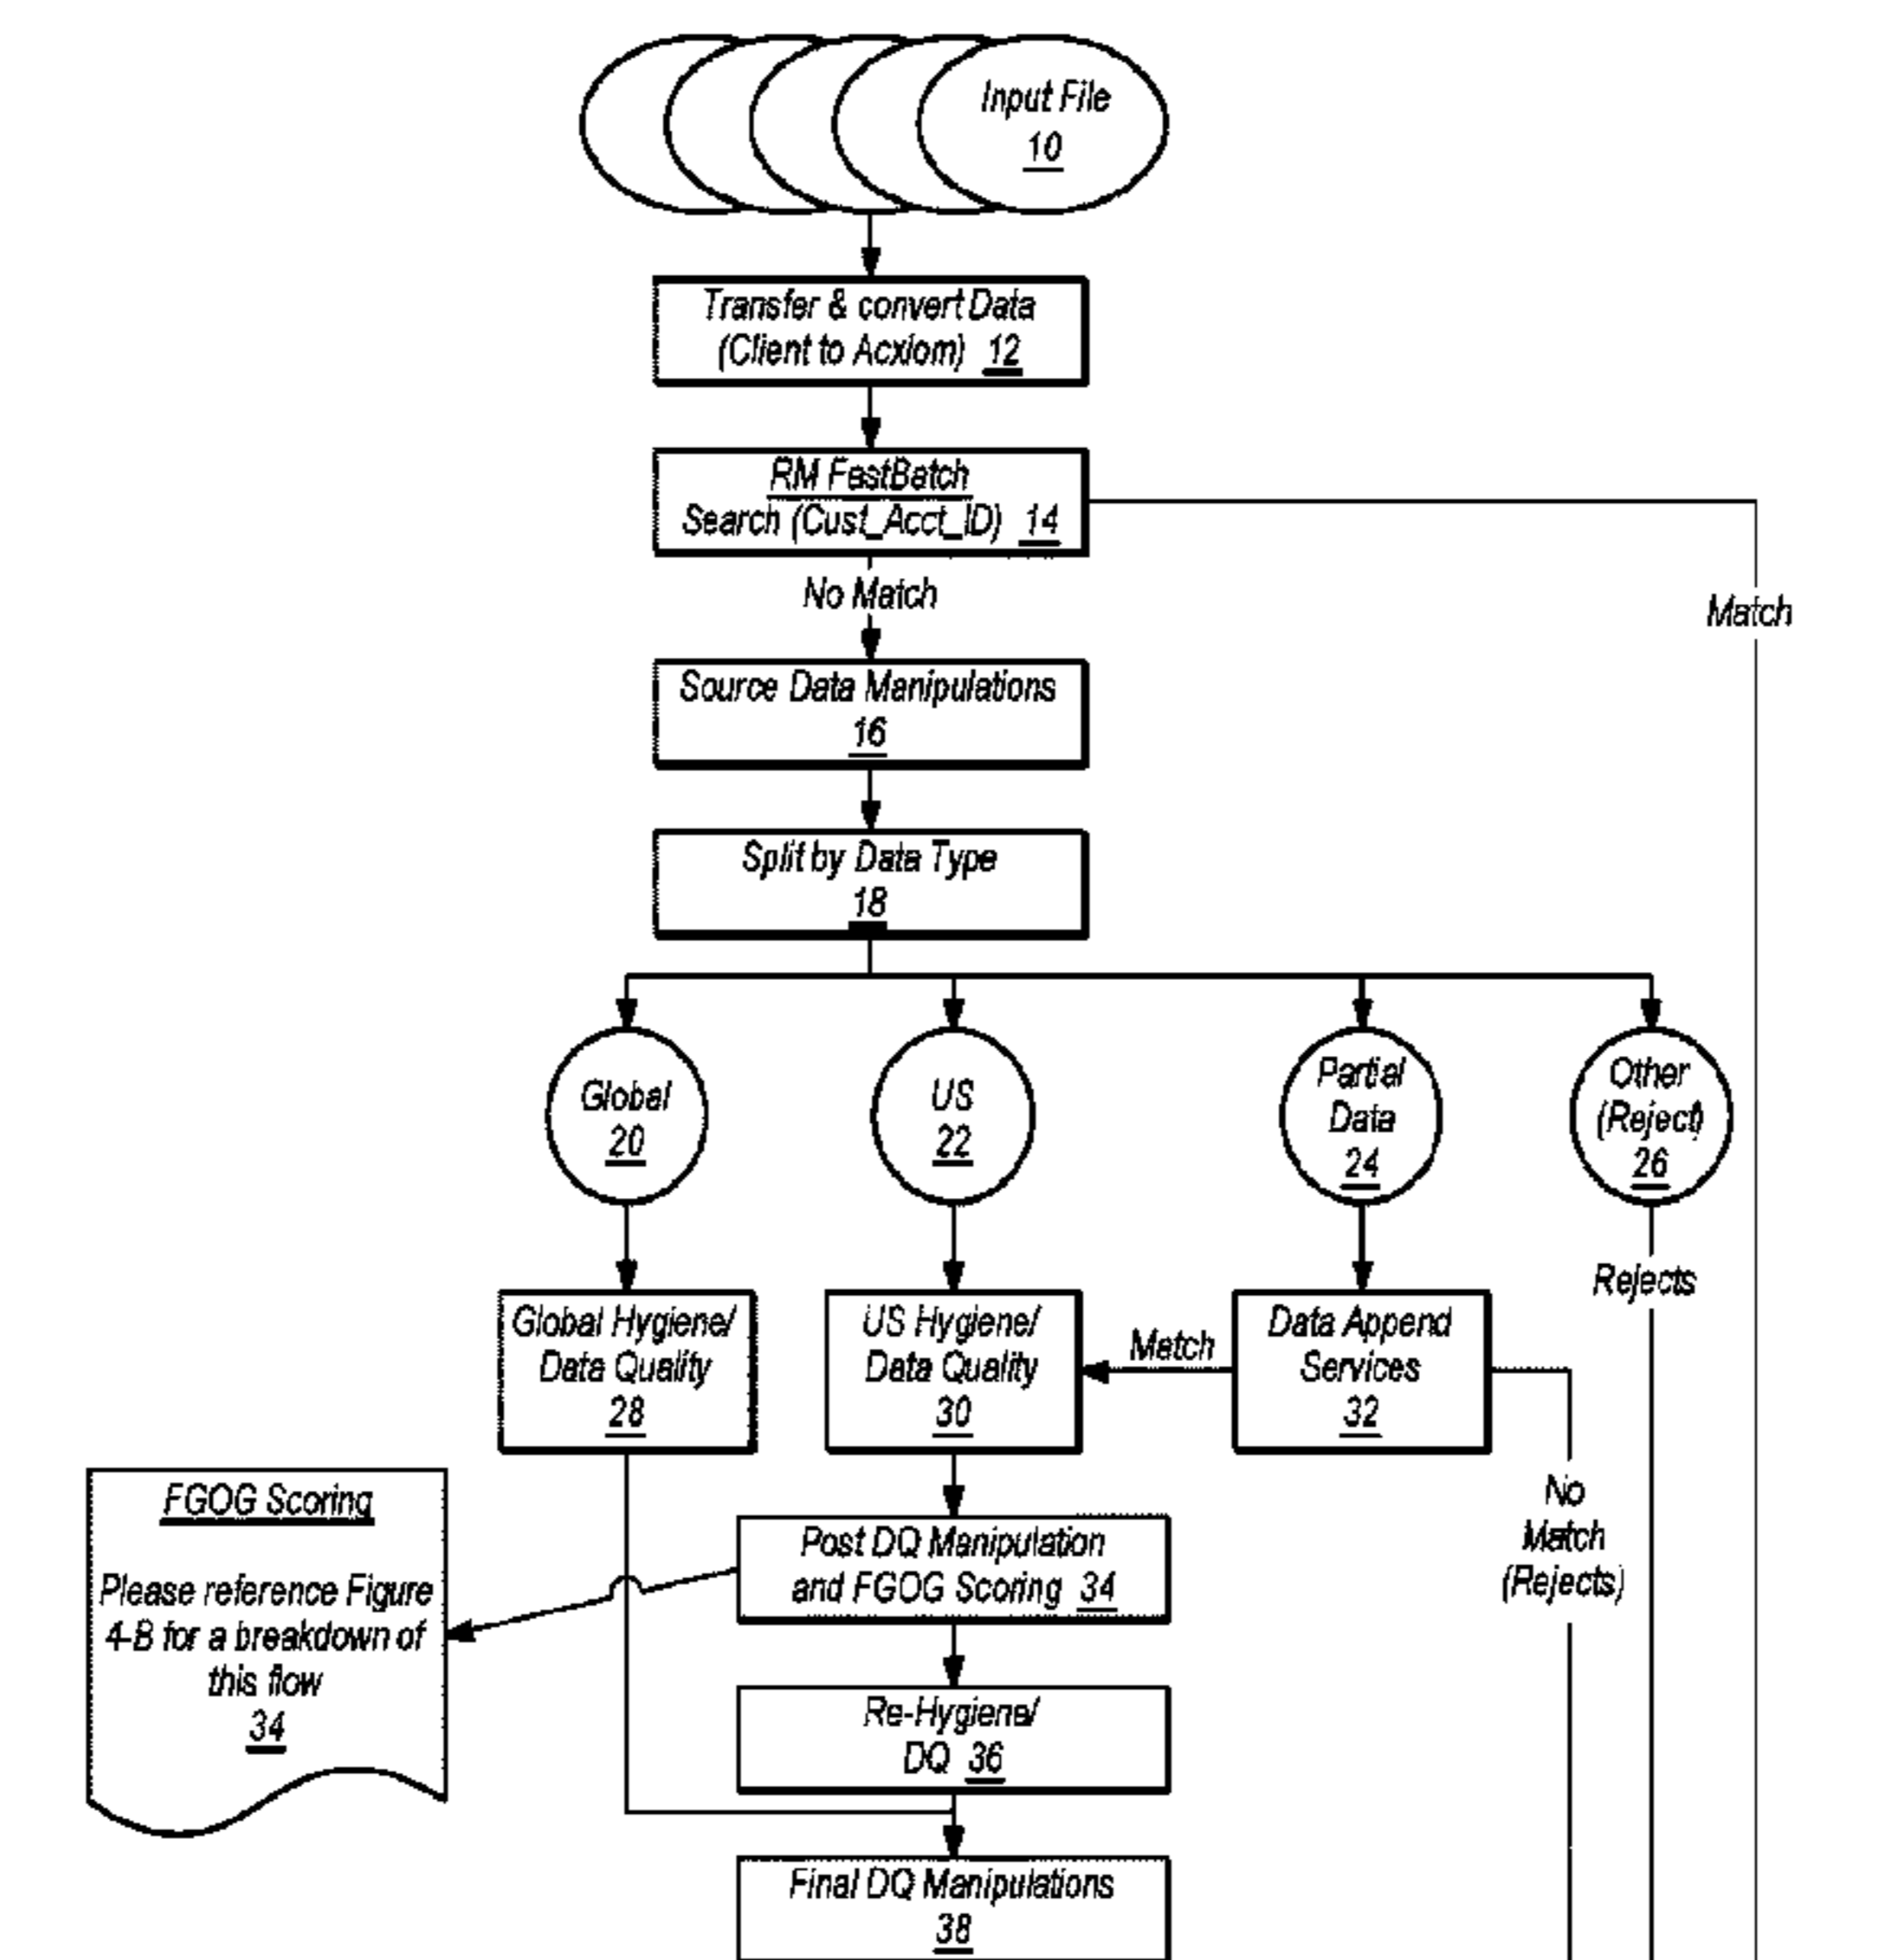 Input File
10
Transfer & convert Data
(Client to Acxiom) 12
RM FastBatch
Search (Cust_Acct_ID) 14
No Match
Match
Source Data Manipulations
16
Split by Data Type
18
Global
20
US
22
Partial
Data
24
Other
(Reject)
26
Rejects
Global Hygiene/
Data Quality
28
US Hygiene/
Data Quality
30
Match
Data Append
Services
32
No
Match
(Rejects)
FGOG Scoring
Please reference Figure
4-B for a breakdown of
this flow
34
Post DQ Manipulation
and FGOG Scoring 34
Re-Hygiene/
DQ 36
Final DQ Manipulations
38